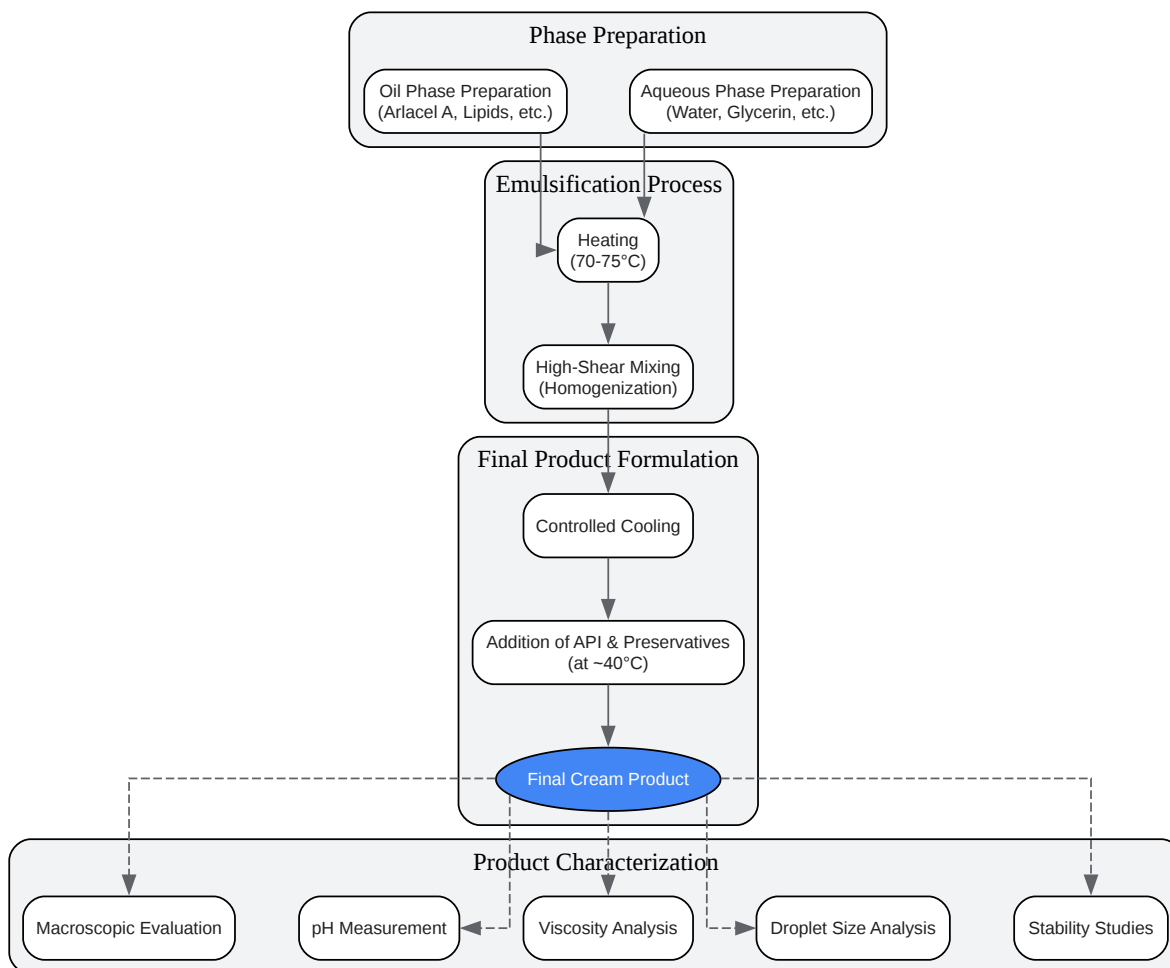 Phase Preparation
Oil Phase Preparation
(Arlacel A, Lipids, etc.)
Aqueous Phase Preparation
(Water, Glycerin, etc.)
Emulsification Process
Heating
(70-75°C)
High-Shear Mixing
(Homogenization)
Final Product Formulation
Controlled Cooling
Addition of API & Preservatives
(at ~40°C)
Final Cream Product
Product Characterization
Macroscopic Evaluation
pH Measurement
Viscosity Analysis
Droplet Size Analysis
Stability Studies